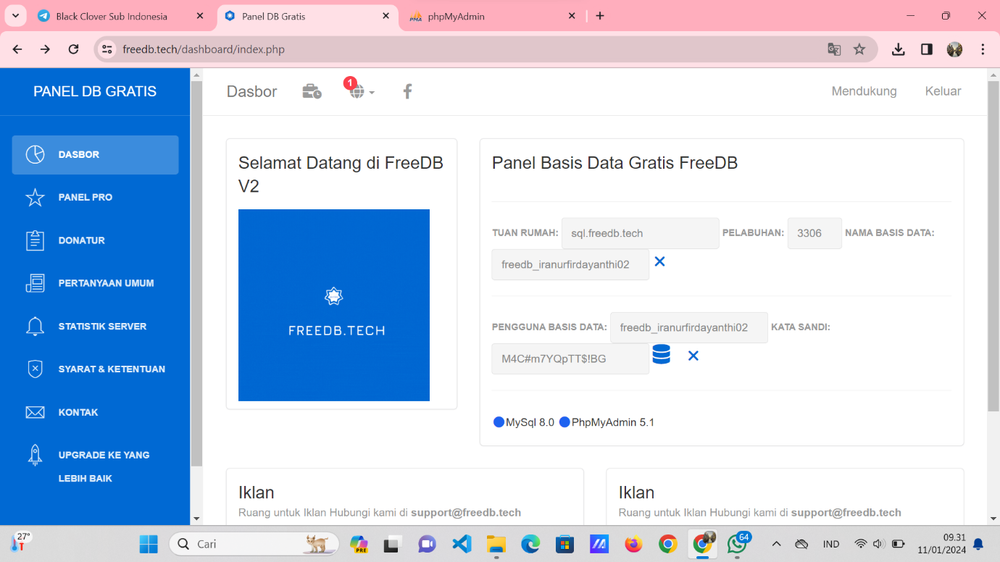 Black Clover Sub Indonesia
Panel DB Gratis
PMA
phpMyAdmin
freedb.tech/dashboard/index.php
PANEL DB GRATIS
DASBOR
PANEL PRO
DONATUR
PERTANYAAN UMUM
STATISTIK SERVER
SYARAT & KETENTUAN
KONTAK
UPGRADE KE YANG
LEBIH BAIK
Dasbor
1
Mendukung
Keluar
Selamat Datang di FreeDB
V2
FREEDB.TECH
Panel Basis Data Gratis FreeDB
TUAN RUMAH: sql.freedb.tech PELABUHAN: 3306 NAMA BASIS DATA:
freedb_iranurfirdayanthi02
PENGGUNA BASIS DATA: freedb_iranurfirdayanthi02 KATA SANDI:
M4C#m7YQpTT$!BG
MySql 8.0 PhpMyAdmin 5.1
Iklan
Ruang untuk Iklan Hubungi kami di support@freedb.tech
Iklan
Ruang untuk Iklan Hubungi kami di support@freedb.tech
27°
Cari
PRE
64
IND
09.31
11/01/2024